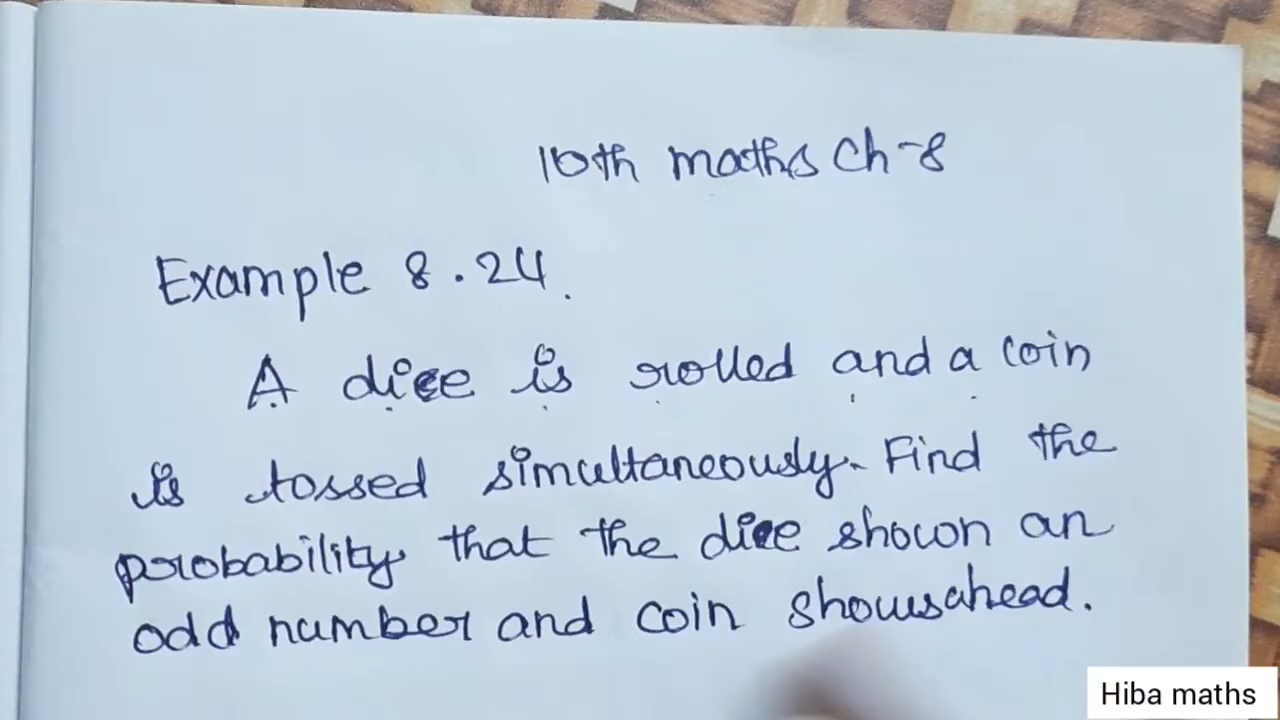 10th maths Ch-8
Example 8.24.
A dice is rolled and a coin
is tossed simultaneously. Find the
probability that the dice shown an
odd number and coin shows ahead.
Hiba maths